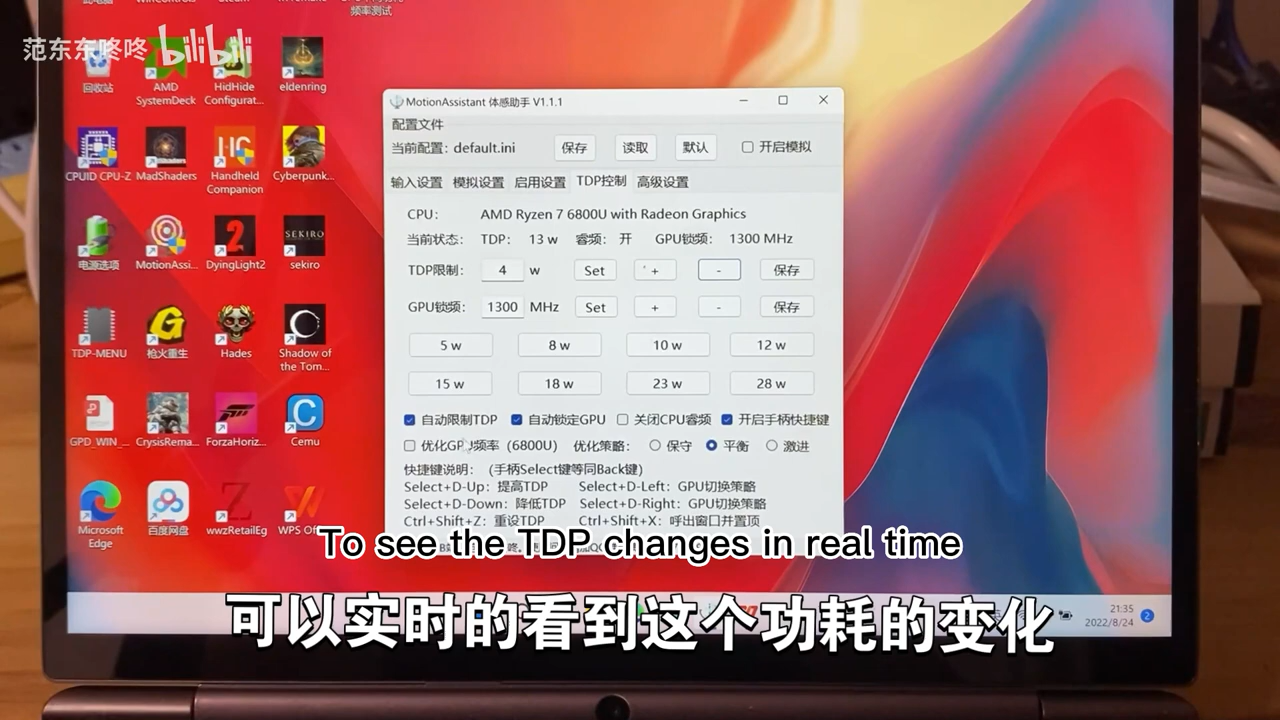 范东东咚咚 bilibili
频率测试
回收站
AMD SystemDeck
HidHide Configurat...
eldenring
CPUID CPU-Z
MadShaders
Handheld Companion
Cyberpunk...
电源选项
MotionAssi...
DyingLight2
SEKIRO
sekiro
TDP-MENU
枪火重生
Hades
Shadow of the Tom...
GPD_WIN_...
CrysisRema...
ForzaHoriz...
Cemu
Microsoft Edge
百度网盘
wwzRetailEg
WPS Of
MotionAssistant 体感助手 V1.1.1
配置文件
当前配置: default.ini 保存 读取 默认 开启模拟
输入设置 模拟设置 启用设置 TDP控制 高级设置
CPU: AMD Ryzen 7 6800U with Radeon Graphics
当前状态: TDP: 13 w 睿频: 开 GPU锁频: 1300 MHz
TDP限制: 4 w Set + - 保存
GPU锁频: 1300 MHz Set + - 保存
5 w 8 w 10 w 12 w
15 w 18 w 23 w 28 w
自动限制TDP 自动锁定GPU 关闭CPU睿频 开启手柄快捷键
优化GPU频率 (6800U) 优化策略: 保守 平衡 激进
快捷键说明: (手柄Select键等同Back键)
Select+D-Up: 提高TDP Select+D-Left: GPU切换策略
Select+D-Down: 降低TDP Select+D-Right: GPU切换策略
Ctrl+Shift+Z: 重设TDP Ctrl+Shift+X: 呼出窗口并置顶
To see the TDP changes in real time
可以实时的看到这个功耗的变化
21:35
2022/8/24
2